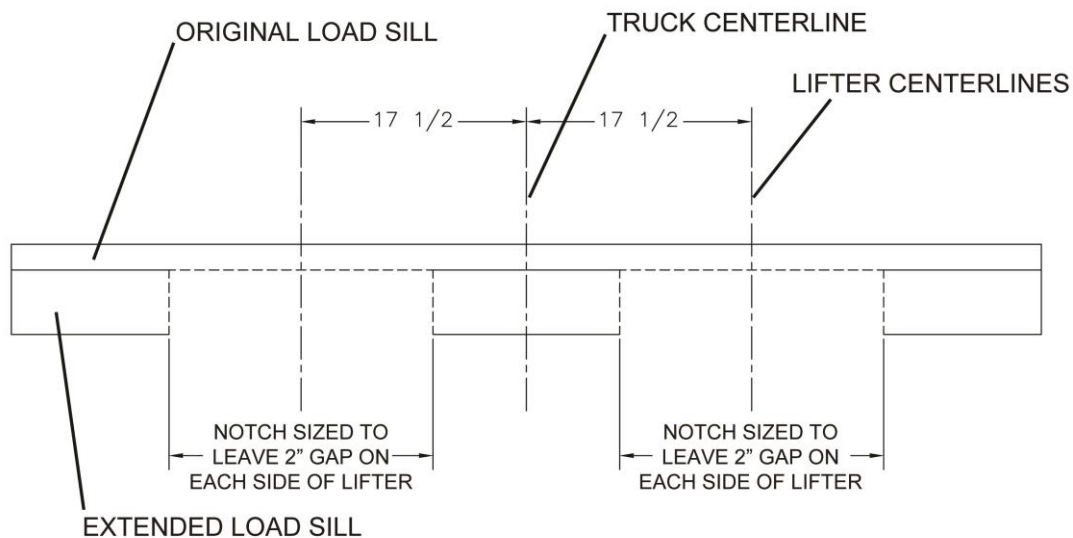 ORIGINAL LOAD SILL
TRUCK CENTERLINE
LIFTER CENTERLINES
17 1/2
17 1/2
NOTCH SIZED TO
LEAVE 2” GAP ON
EACH SIDE OF LIFTER
NOTCH SIZED TO
LEAVE 2” GAP ON
EACH SIDE OF LIFTER
EXTENDED LOAD SILL